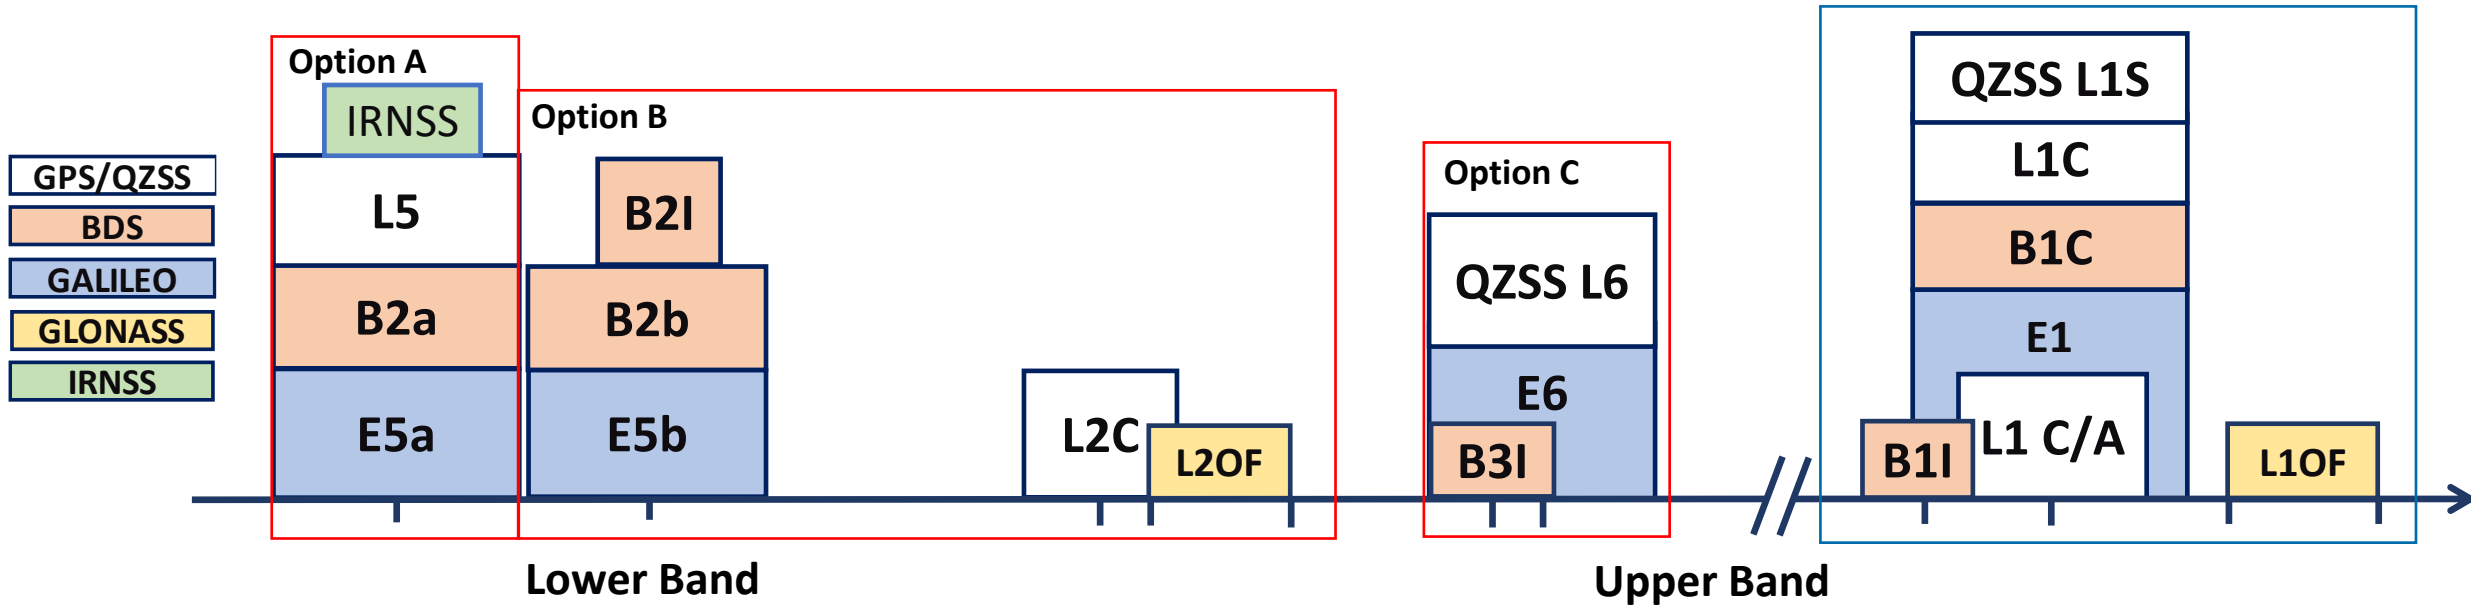 GPS/QZSS
BDS
GALILEO
GLONASS
IRNSS
Option A
IRNSS
L5
B2a
E5a
Option B
B2I
B2b
E5b
L2C
L2OF
Option C
QZSS L6
E6
B3I
QZSS L1S
L1C
B1C
E1
B1I
L1 C/A
L1OF
Lower Band
Upper Band